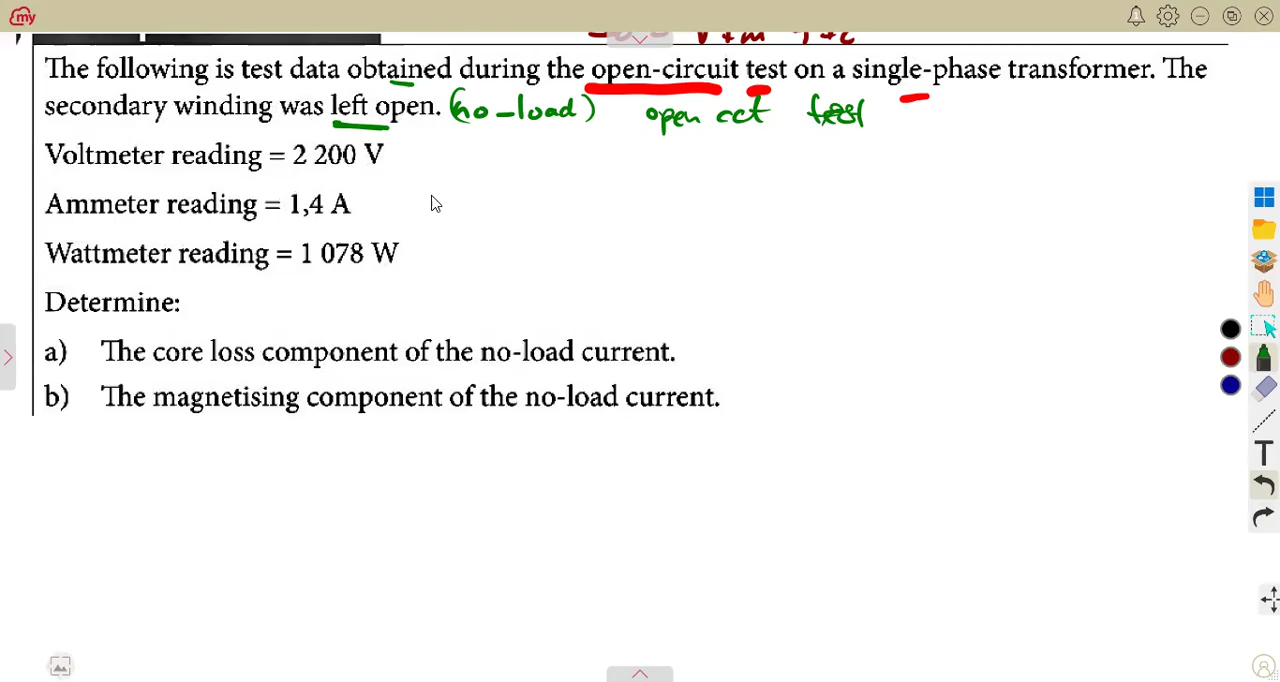 my
The following is test data obtained during the open-circuit test on a single-phase transformer. The
secondary winding was left open. (no-load) open cct test
Voltmeter reading = 2 200 V
Ammeter reading = 1,4 A
Wattmeter reading = 1 078 W
Determine:
a) The core loss component of the no-load current.
b) The magnetising component of the no-load current.
T